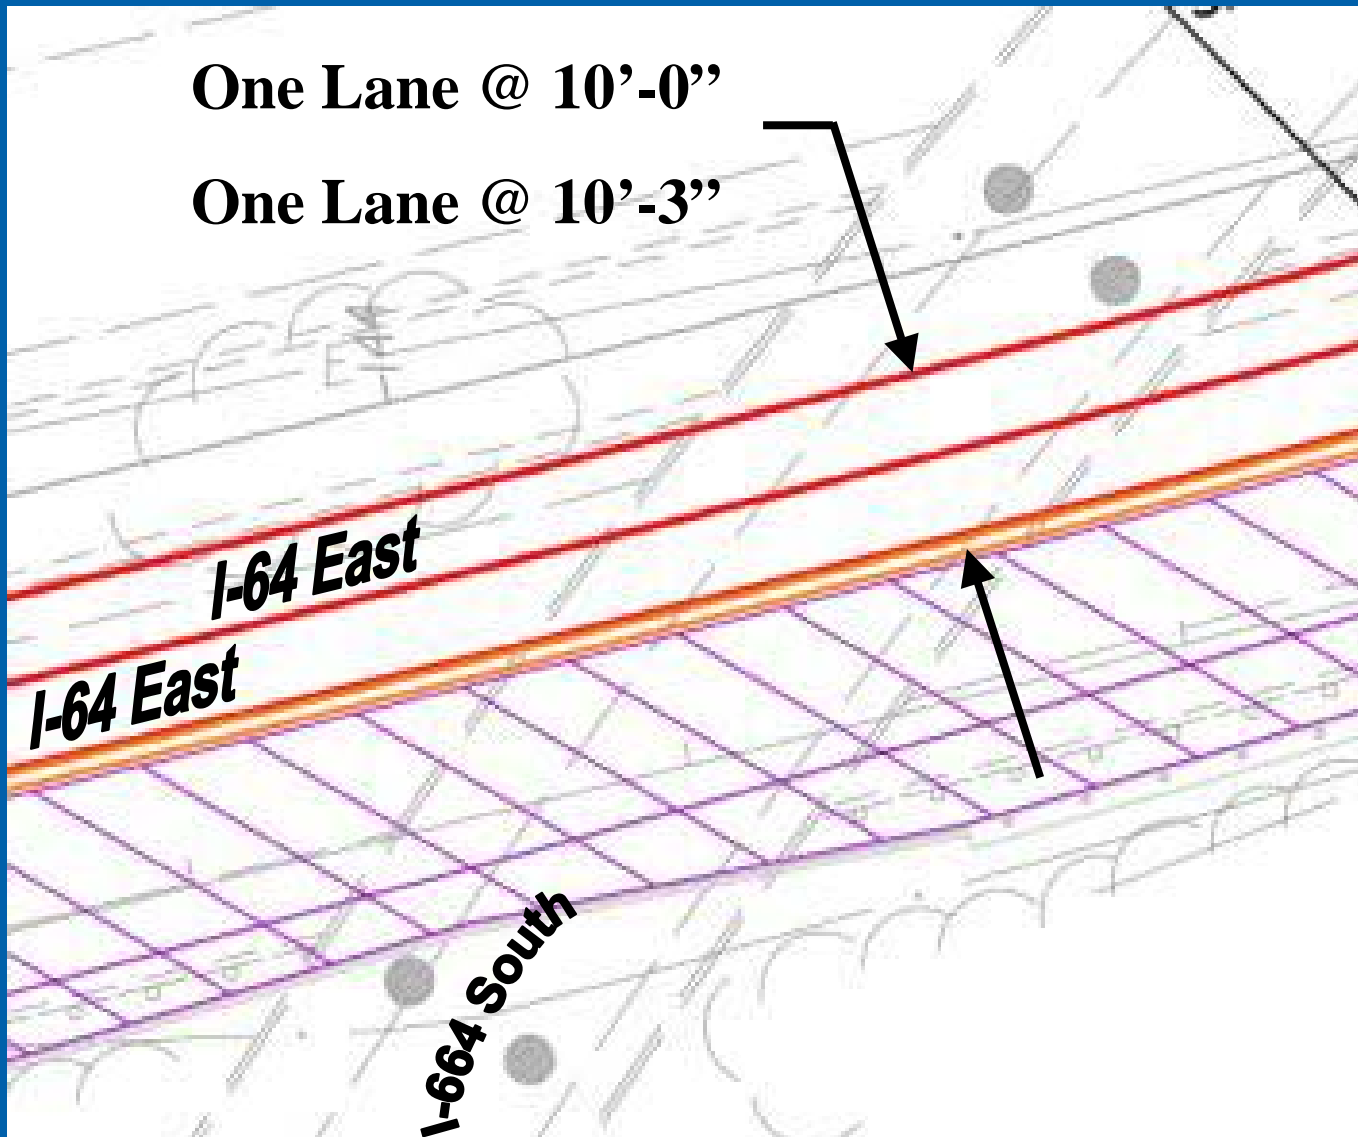 One Lane @ 10’-0”
One Lane @ 10’-3”
E
I-64 East
I-64 East
I-664 South